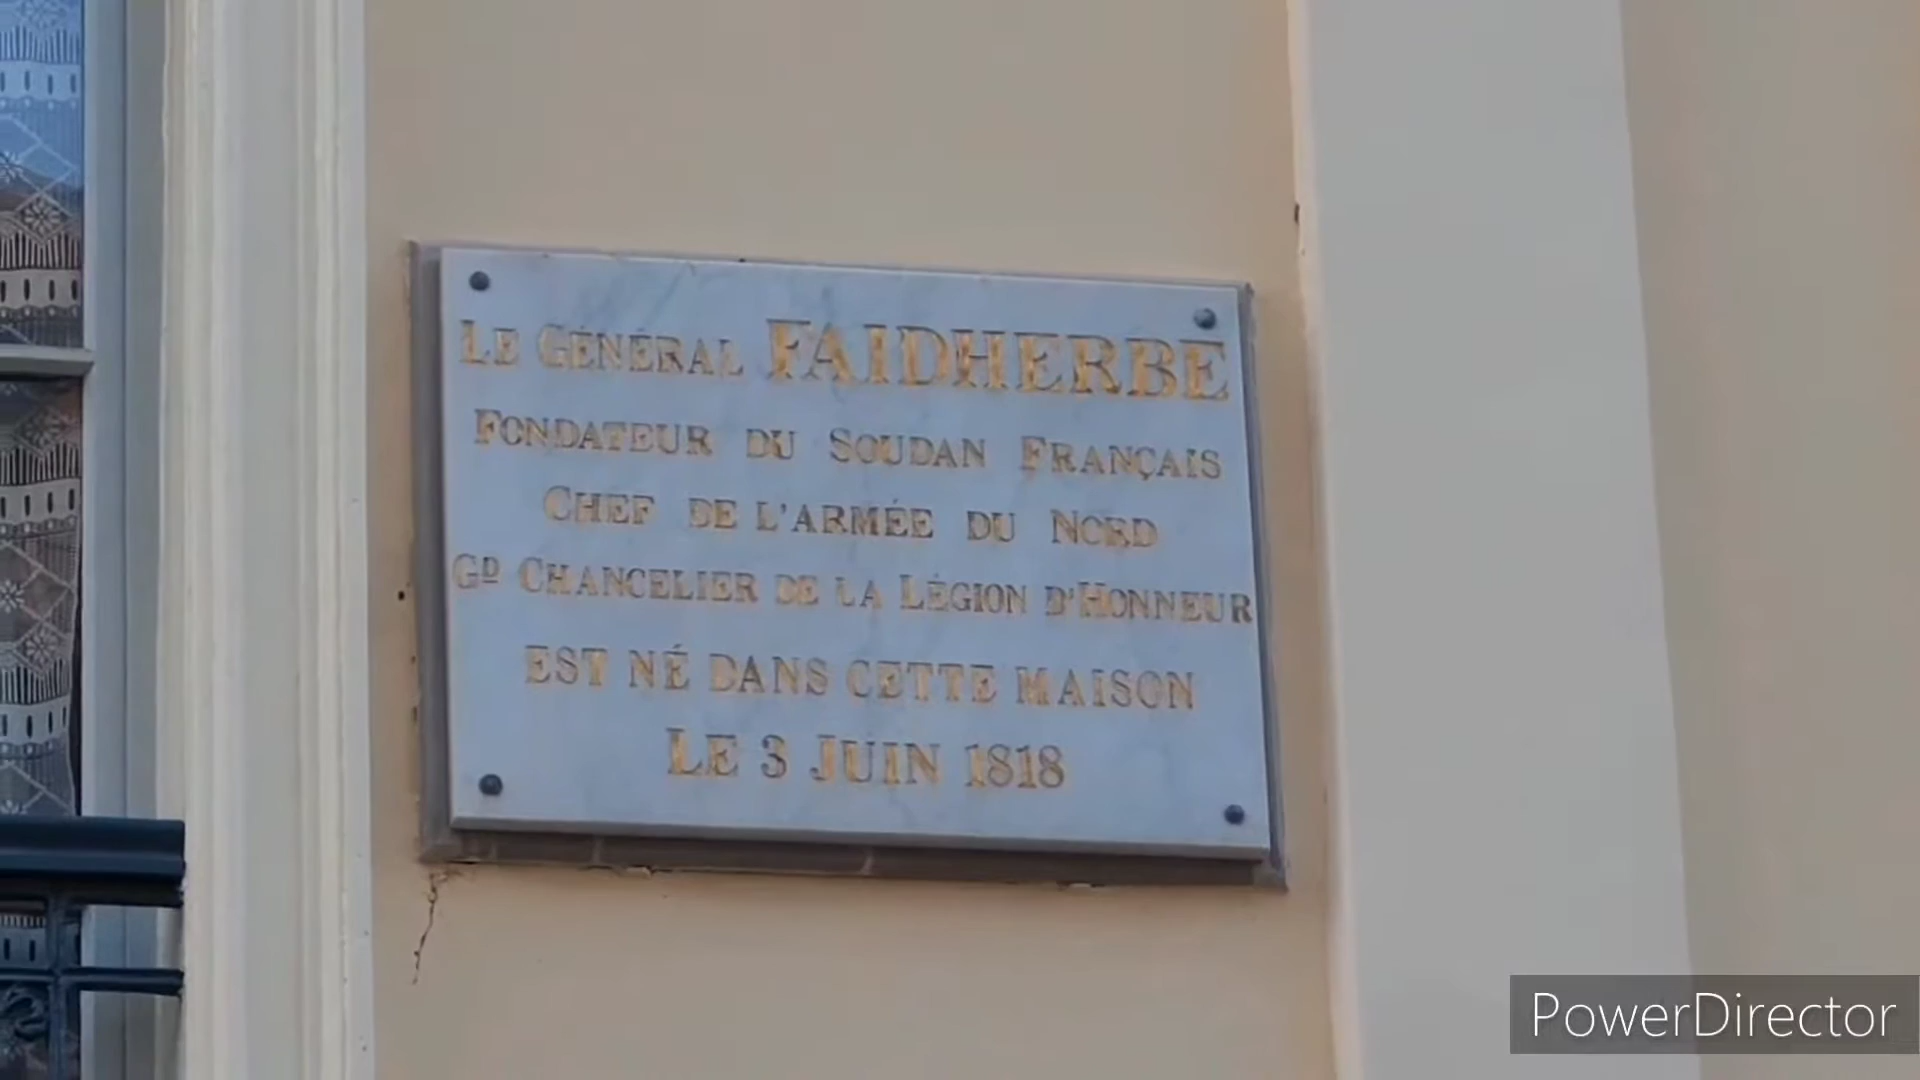 LE GÉNÉRAL FAIDHERBE
FONDATEUR DU SOUDAN FRANÇAIS
CHEF DE L'ARMÉE DU NORD
GD CHANCELIER DE LA LÉGION D'HONNEUR
EST NÉ DANS CETTE MAISON
LE 3 JUIN 1818
PowerDirector